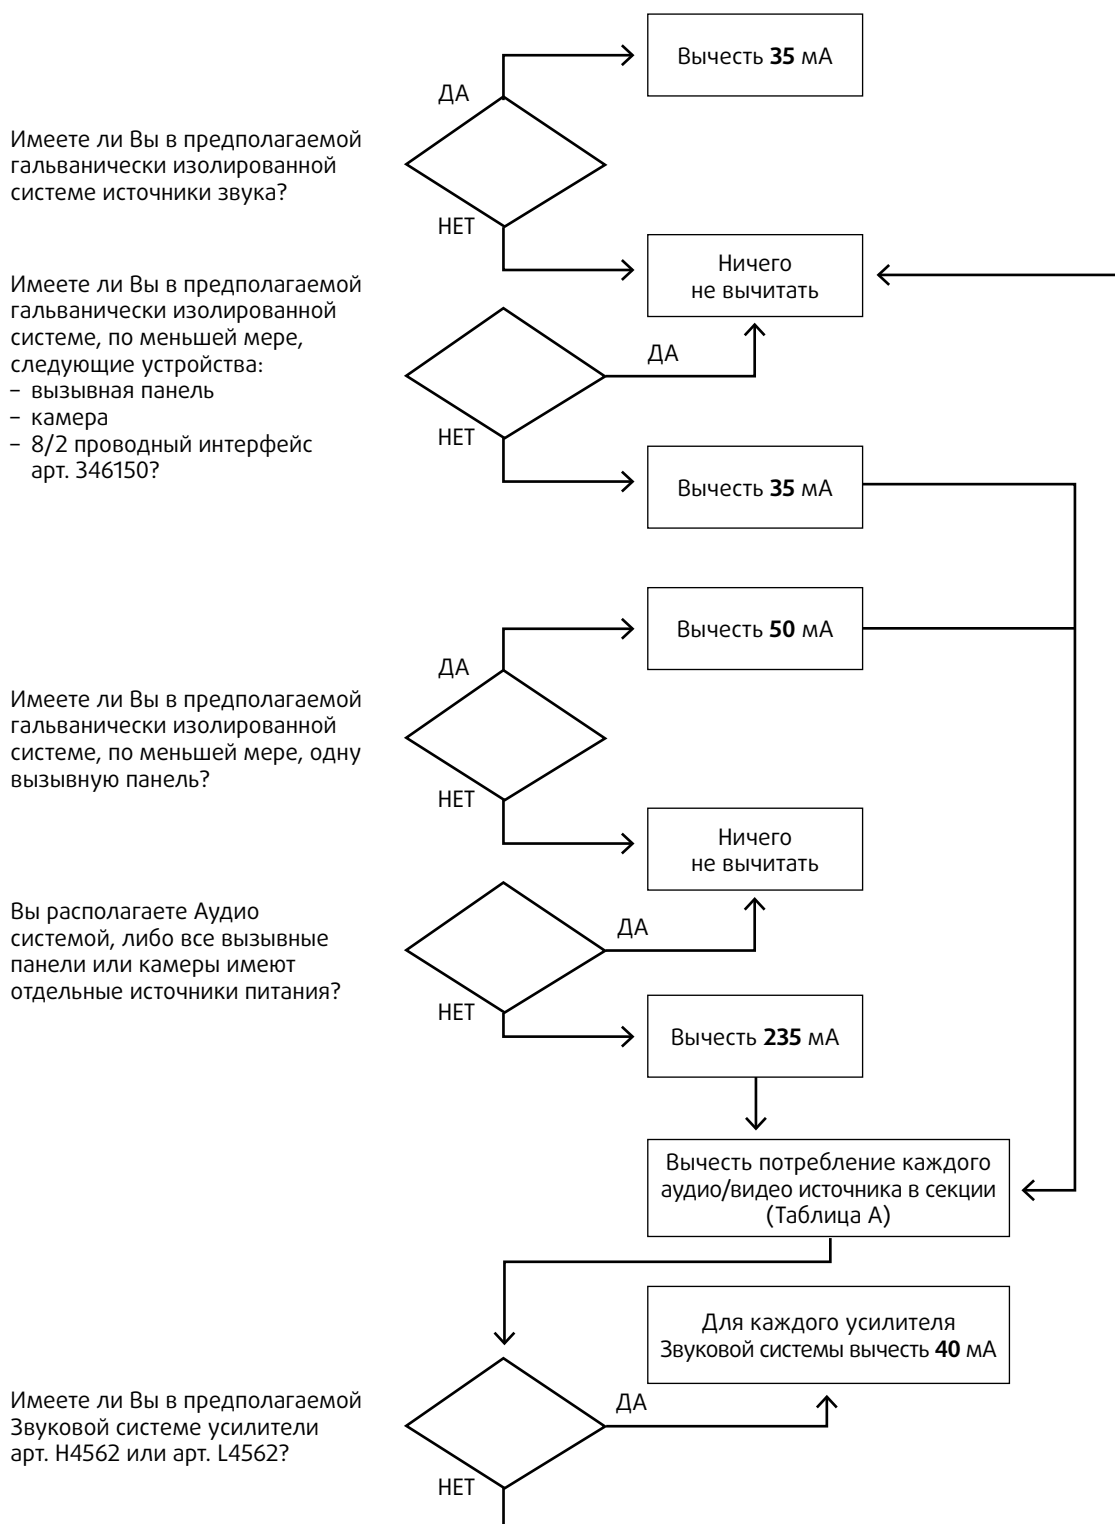 Вычесть 35 мА
ДА
Имеете ли Вы в предполагаемой
гальванически изолированной
системе источники звука?
НЕТ
Ничего
не вычитать
Имеете ли Вы в предполагаемой
гальванически изолированной
системе, по меньшей мере,
следующие устройства:
– вызывная панель
– камера
– 8/2 проводный интерфейс
арт. 346150?
ДА
НЕТ
Вычесть 35 мА
Вычесть 50 мА
ДА
Имеете ли Вы в предполагаемой
гальванически изолированной
системе, по меньшей мере, одну
вызывную панель?
НЕТ
Ничего
не вычитать
Вы располагаете Аудио
системой, либо все вызывные
панели или камеры имеют
отдельные источники питания?
ДА
НЕТ
Вычесть 235 мА
Вычесть потребление каждого
аудио/видео источника в секции
(Таблица А)
Для каждого усилителя
Звуковой системы вычесть 40 мА
Имеете ли Вы в предполагаемой
Звуковой системе усилители
арт. H4562 или арт. L4562?
ДА
НЕТ